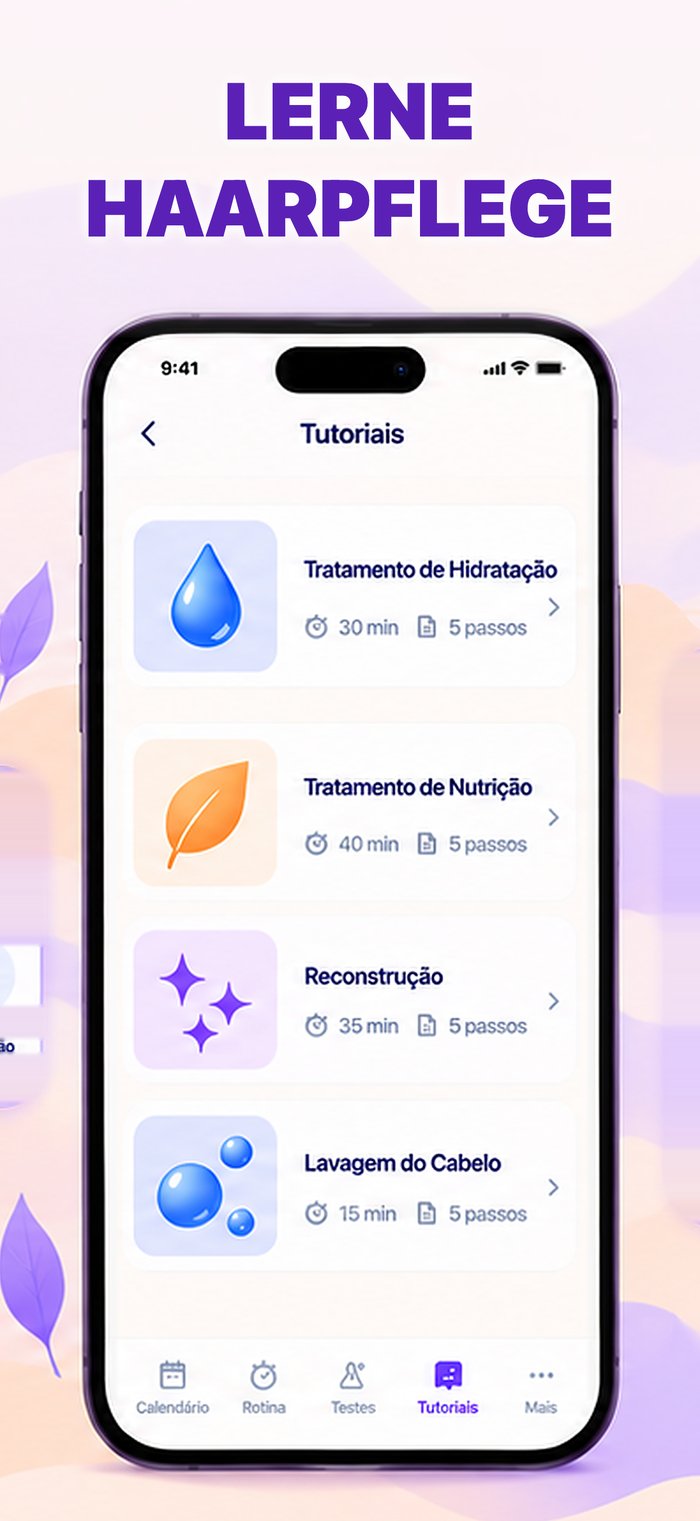 LERNE
HAARPFLEGE
9:41
Tutoriais
Tratamento de Hidratação
30 min 5 passos
Tratamento de Nutrição
40 min 5 passos
Reconstrução
35 min 5 passos
ão
Lavagem do Cabelo
15 min 5 passos
Calendário Rotina Testes Tutoriais Mais